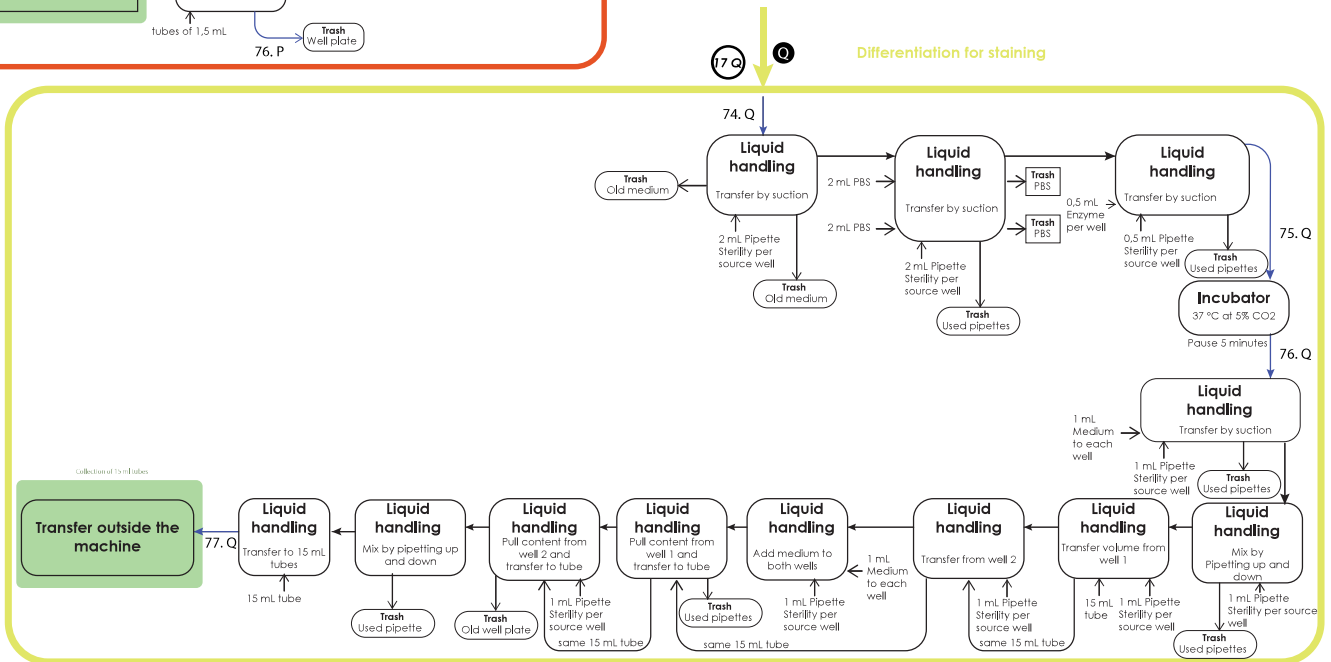 tubes of 1,5 mL
76. P
Trash
Well plate
17 Q
Q
Differentiation for staining
74. Q
Liquid
handling
Transfer by suction
Trash
Old medium
2 mL Pipette
Sterility per
source well
Trash
Old medium
2 mL PBS
2 mL PBS
Liquid
handling
Transfer by suction
Trash
PBS
Trash
PBS
2 mL Pipette
Sterility per
source well
Trash
Used pipettes
0,5 mL
Enzyme
per well
Liquid
handling
Transfer by suction
0,5 mL Pipette
Sterility per
source well
Trash
Used pipettes
75. Q
Incubator
37 ºC at 5% CO2
Pause 5 minutes
76. Q
Liquid
handling
Transfer by suction
1 mL
Medium
to each
well
1 mL Pipette
Sterility per
source well
Trash
Used pipettes
Liquid
handling
Mix by
Pipetting up and
down
1 mL Pipette
Sterility per source
well
Trash
Used pipettes
Liquid
handling
Transfer volume from
well 1
15 mL
tube
1 mL Pipette
Sterility per
source well
same 15 mL tube
Liquid
handling
Transfer from well 2
1 mL Pipette
Sterility per
source well
same 15 mL tube
Liquid
handling
Add medium to
both wells
1 mL
Medium
to each
well
1 mL Pipette
Sterility per
source well
Liquid
handling
Pull content from
well 1 and
transfer to tube
Trash
Used pipettes
same 15 mL tube
Liquid
handling
Pull content from
well 2 and
transfer to tube
1 mL Pipette
Sterility per
source well
Trash
Old well plate
Liquid
handling
Mix by pipetting up
and down
Trash
Used pipette
Liquid
handling
Transfer to 15 mL
tubes
15 mL tube
77. Q
Collection of 15 ml tubes
Transfer outside the
machine